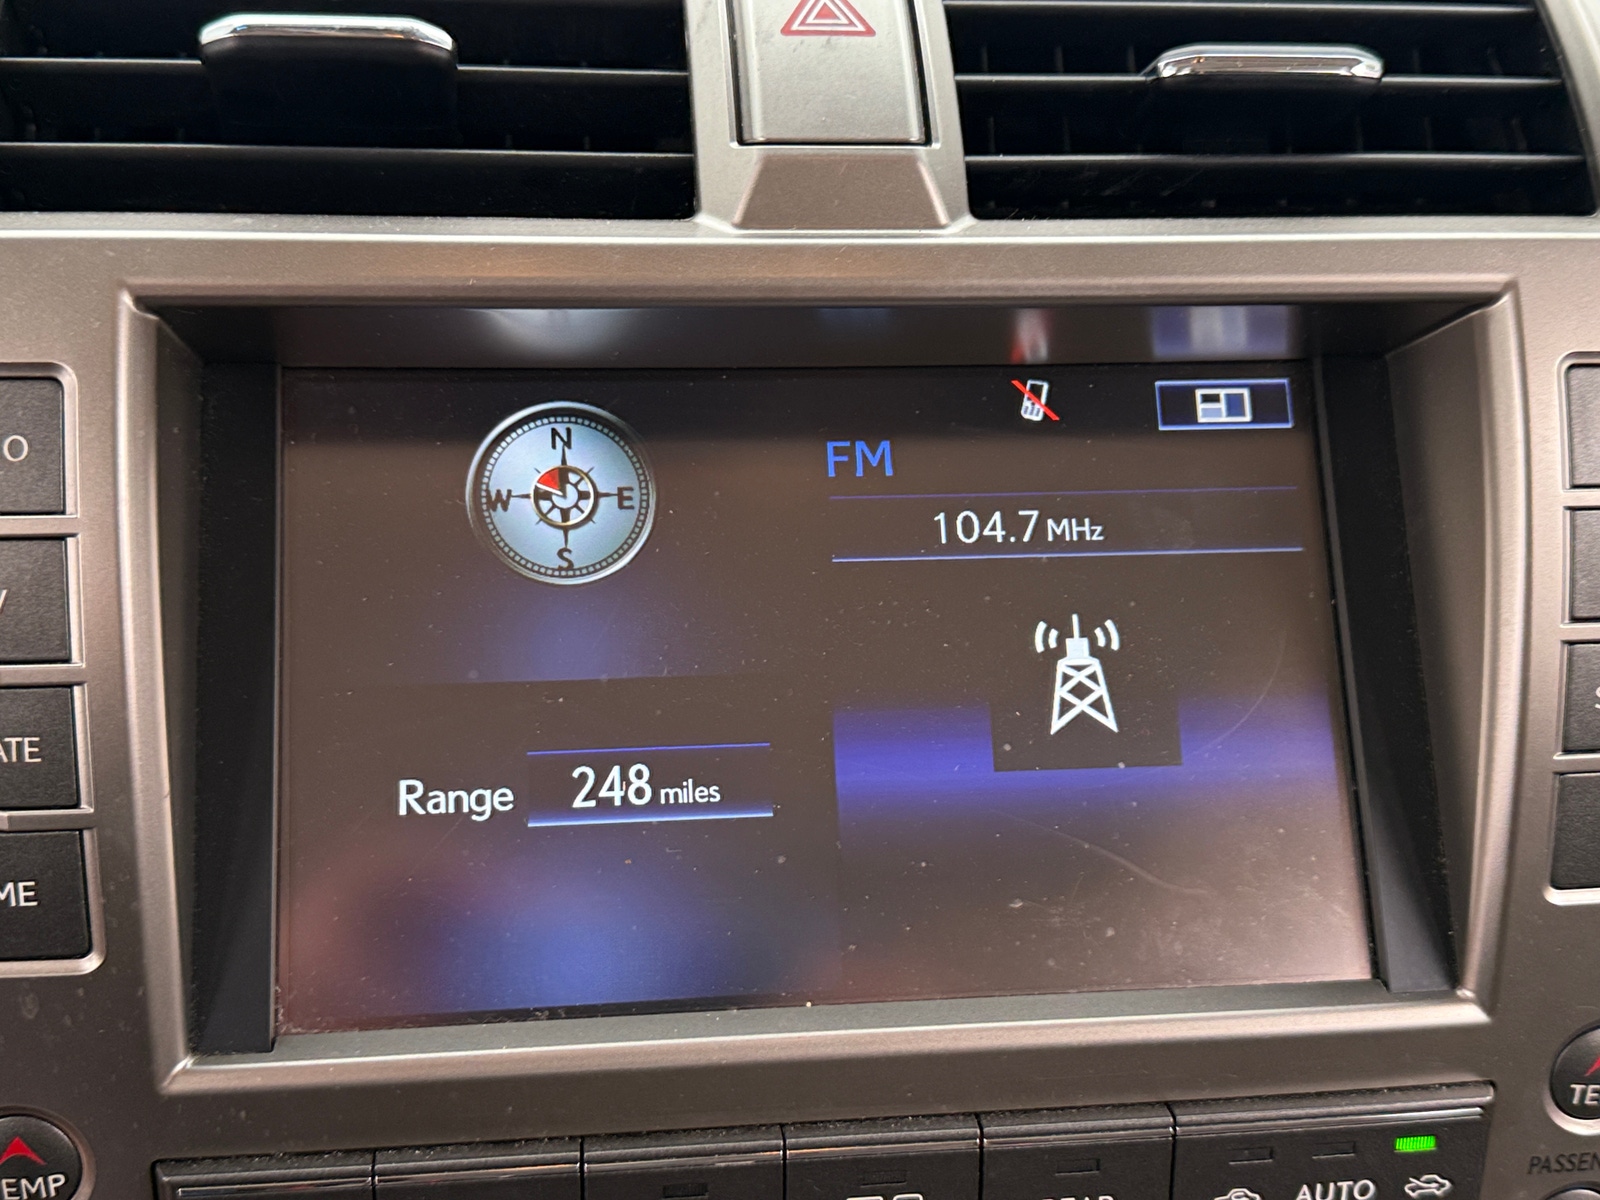 N
W E
S
FM
104.7 MHz
Range 248 miles
O
ATE
ME
EMP
TE
PASSEN
AUTO